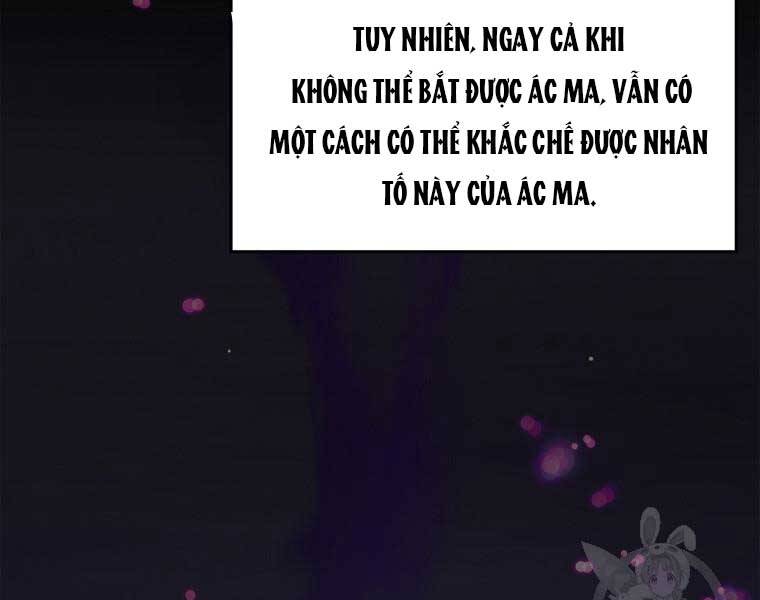 TUY NHIÊN, NGAY CẢ KHI
KHÔNG THỂ BẮT ĐƯỢC ÁC MA, VẪN CÓ
MỘT CÁCH CÓ THỂ KHẮC CHẾ ĐƯỢC NHÂN
TỐ NÀY CỦA ÁC MA.